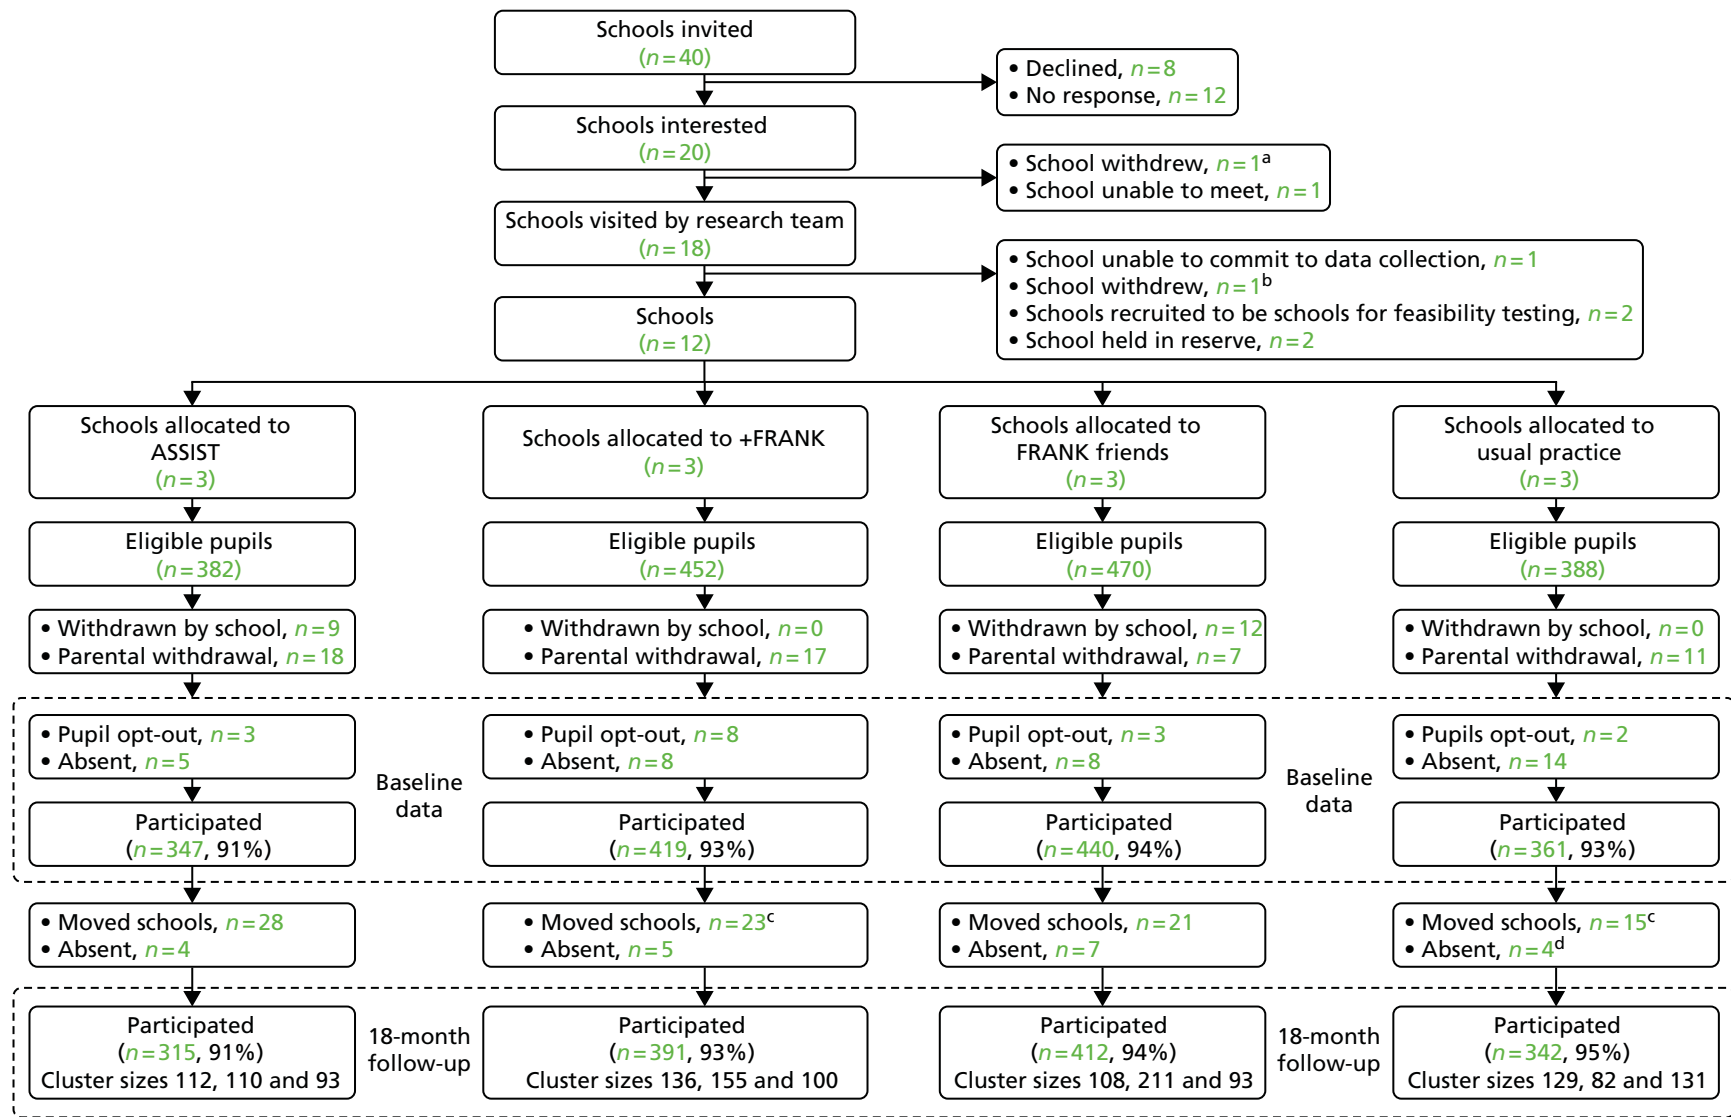 Schools invited
(n=40)
• Declined, n=8
• No response, n=12
Schools interested
(n=20)
• School withdrew, n=1a
• School unable to meet, n=1
Schools visited by research team
(n=18)
• School unable to commit to data collection, n=1
• School withdrew, n=1b
• Schools recruited to be schools for feasibility testing, n=2
• School held in reserve, n=2
Schools
(n=12)
Schools allocated to
ASSIST
(n=3)
Schools allocated to +FRANK
(n=3)
Schools allocated to
FRANK friends
(n=3)
Schools allocated to
usual practice
(n=3)
Eligible pupils
(n=382)
Eligible pupils
(n=452)
Eligible pupils
(n=470)
Eligible pupils
(n=388)
• Withdrawn by school, n=9
• Parental withdrawal, n=18
• Withdrawn by school, n=0
• Parental withdrawal, n=17
• Withdrawn by school, n=12
• Parental withdrawal, n=7
• Withdrawn by school, n=0
• Parental withdrawal, n=11
• Pupil opt-out, n=3
• Absent, n=5
Baseline
data
• Pupil opt-out, n=8
• Absent, n=8
• Pupil opt-out, n=3
• Absent, n=8
Baseline
data
• Pupils opt-out, n=2
• Absent, n=14
Participated
(n=347, 91%)
Participated
(n=419, 93%)
Participated
(n=440, 94%)
Participated
(n=361, 93%)
• Moved schools, n=28
• Absent, n=4
• Moved schools, n=23c
• Absent, n=5
• Moved schools, n=21
• Absent, n=7
• Moved schools, n=15c
• Absent, n=4d
Participated
(n=315, 91%)
Cluster sizes 112, 110 and 93
18-month
follow-up
Participated
(n=391, 93%)
Cluster sizes 136, 155 and 100
Participated
(n=412, 94%)
Cluster sizes 108, 211 and 93
18-month
follow-up
Participated
(n=342, 95%)
Cluster sizes 129, 82 and 131